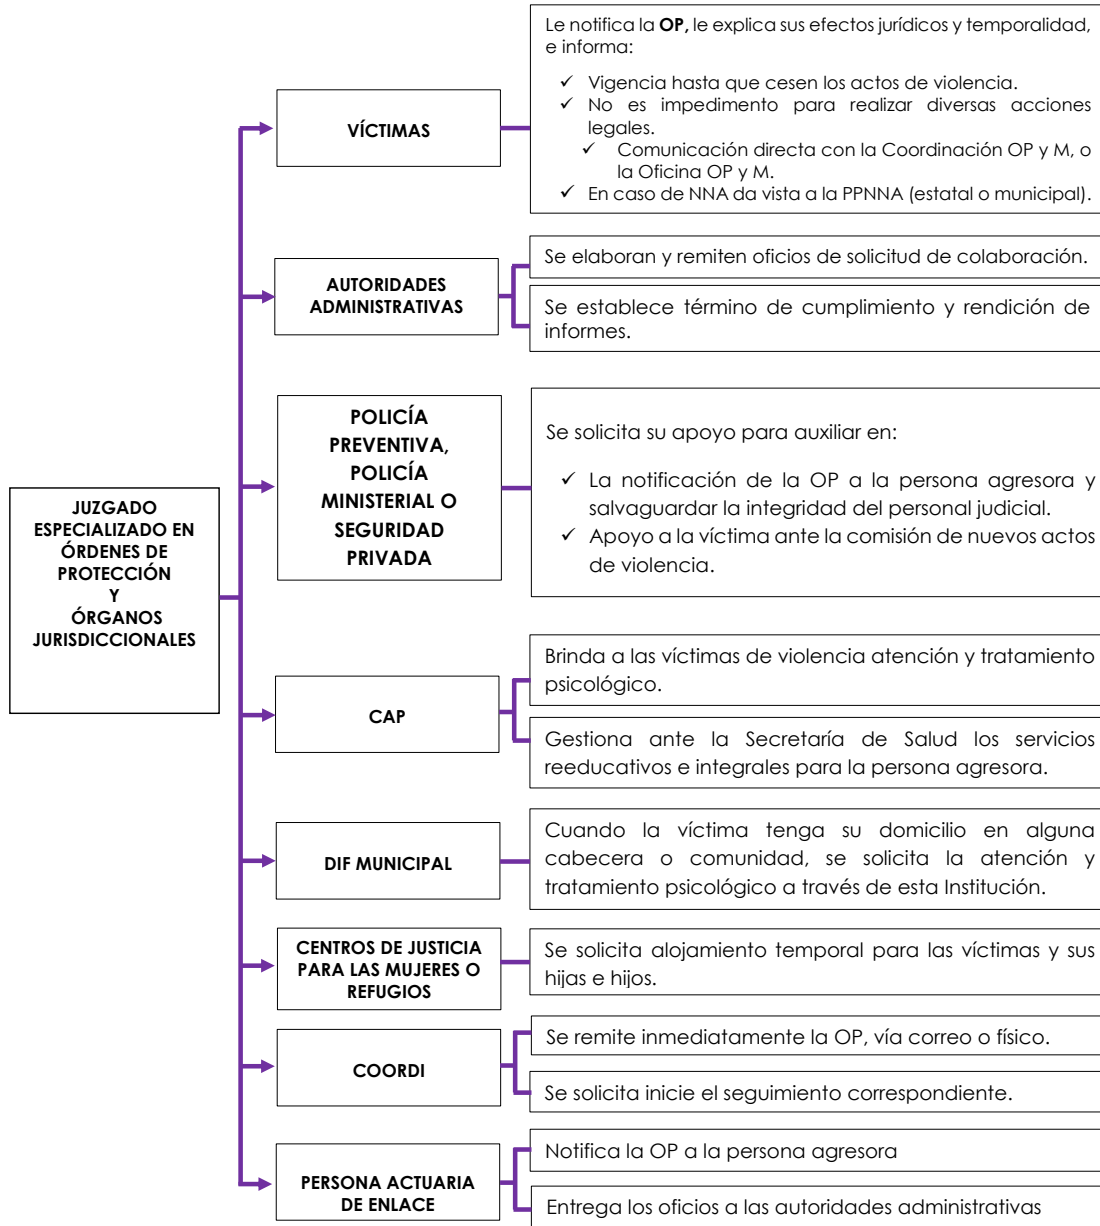 JUZGADO
ESPECIALIZADO EN
ÓRDENES DE
PROTECCIÓN
Y
ÓRGANOS
JURISDICCIONALES
VÍCTIMAS
Le notifica la OP, le explica sus efectos jurídicos y temporalidad,
e informa:
✓ Vigencia hasta que cesen los actos de violencia.
✓ No es impedimento para realizar diversas acciones
legales.
✓ Comunicación directa con la Coordinación OP y M, o
la Oficina OP y M.
✓ En caso de NNA da vista a la PPNNA (estatal o municipal).
AUTORIDADES
ADMINISTRATIVAS
Se elaboran y remiten oficios de solicitud de colaboración.
Se establece término de cumplimiento y rendición de
informes.
POLICÍA
PREVENTIVA,
POLICÍA
MINISTERIAL O
SEGURIDAD
PRIVADA
Se solicita su apoyo para auxiliar en:
✓ La notificación de la OP a la persona agresora y
salvaguardar la integridad del personal judicial.
✓ Apoyo a la víctima ante la comisión de nuevos actos
de violencia.
CAP
Brinda a las víctimas de violencia atención y tratamiento
psicológico.
Gestiona ante la Secretaría de Salud los servicios
reeducativos e integrales para la persona agresora.
DIF MUNICIPAL
Cuando la víctima tenga su domicilio en alguna
cabecera o comunidad, se solicita la atención y
tratamiento psicológico a través de esta Institución.
CENTROS DE JUSTICIA
PARA LAS MUJERES O
REFUGIOS
Se solicita alojamiento temporal para las víctimas y sus
hijas e hijos.
COORDI
Se remite inmediatamente la OP, vía correo o físico.
Se solicita inicie el seguimiento correspondiente.
PERSONA ACTUARIA
DE ENLACE
Notifica la OP a la persona agresora
Entrega los oficios a las autoridades administrativas